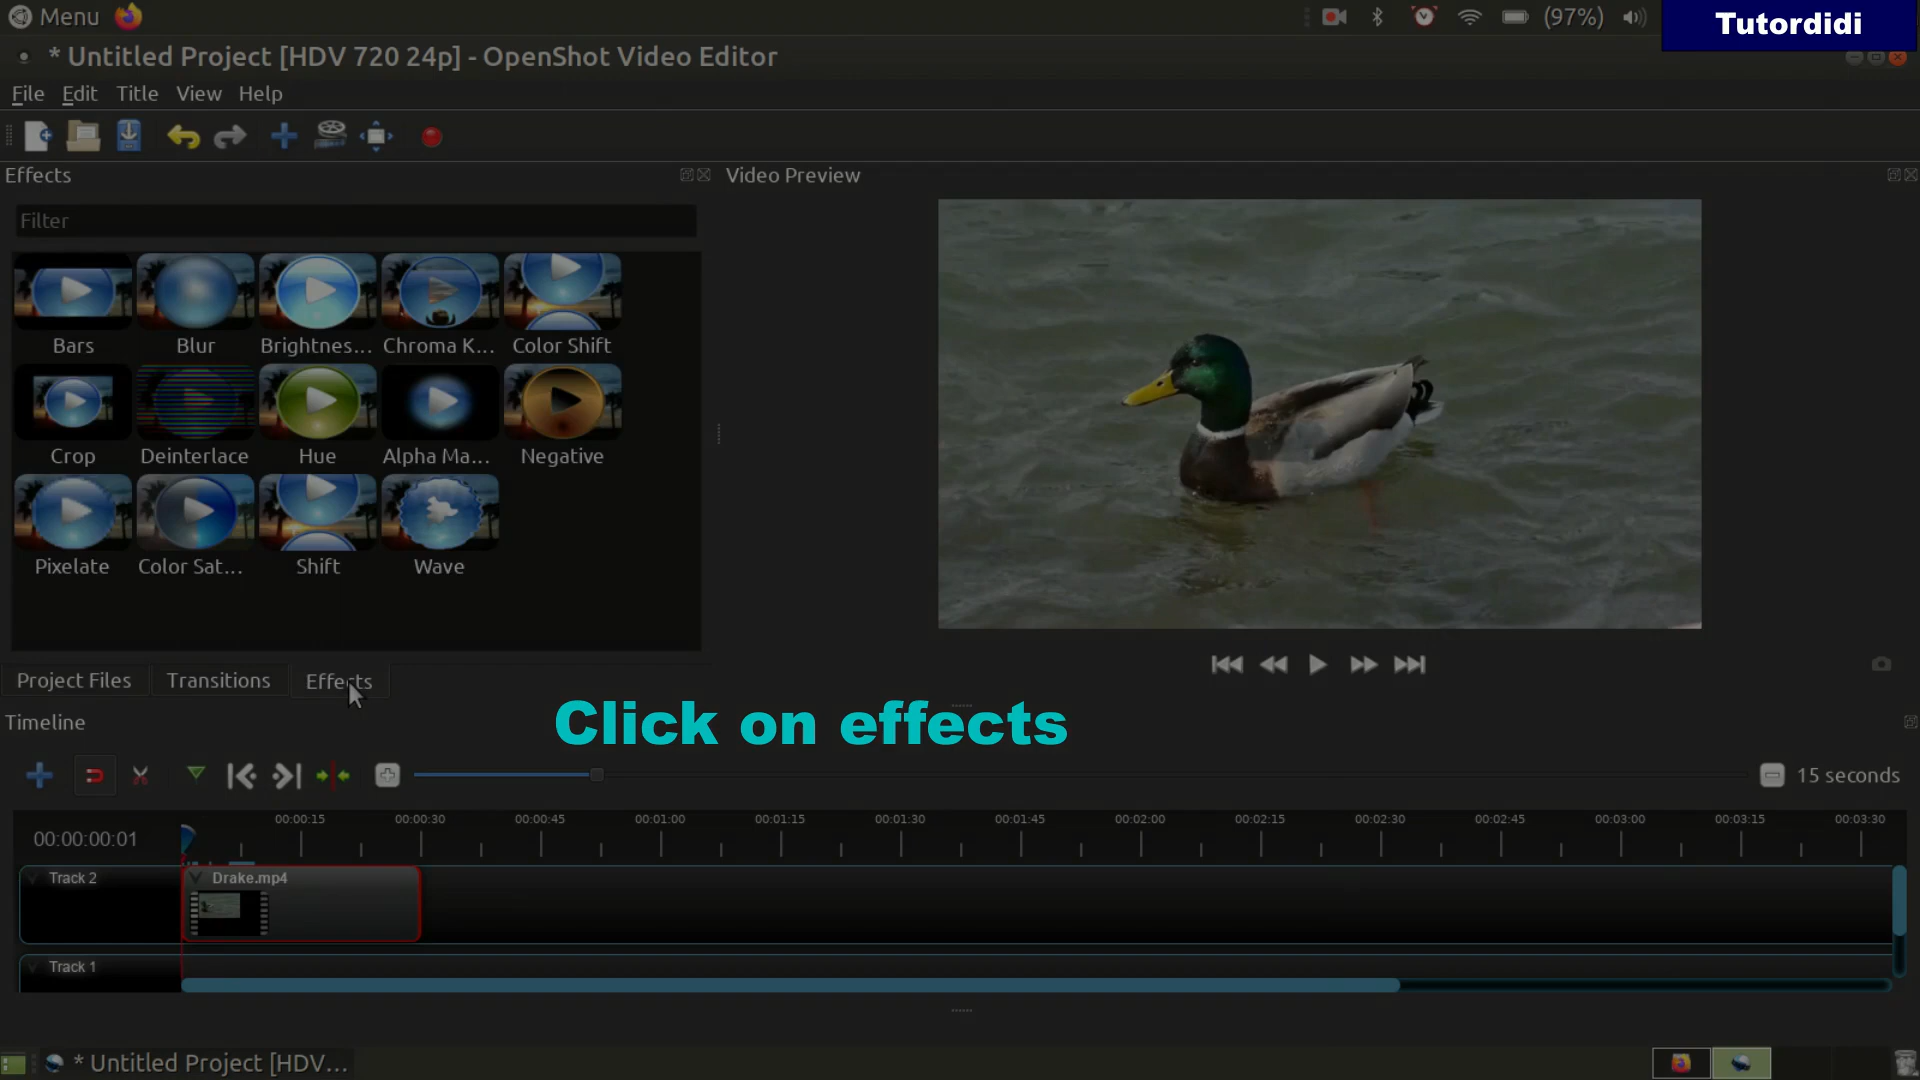 Menu
(97%)
Tutordidi
* Untitled Project [HDV 720 24p] - OpenShot Video Editor
File Edit Title View Help
Effects
Video Preview
Filter
Bars Blur Brightnes... Chroma K... Color Shift
Crop Deinterlace Hue Alpha Ma... Negative
Pixelate Color Sat... Shift Wave
Project Files Transitions Effects
Click on effects
Timeline
15 seconds
00:00:00:01
00:00:15 00:00:30 00:00:45 00:01:00 00:01:15 00:01:30 00:01:45 00:02:00 00:02:15 00:02:30 00:02:45 00:03:00 00:03:15 00:03:30
Track 2
Drake.mp4
Track 1
* Untitled Project [HDV...